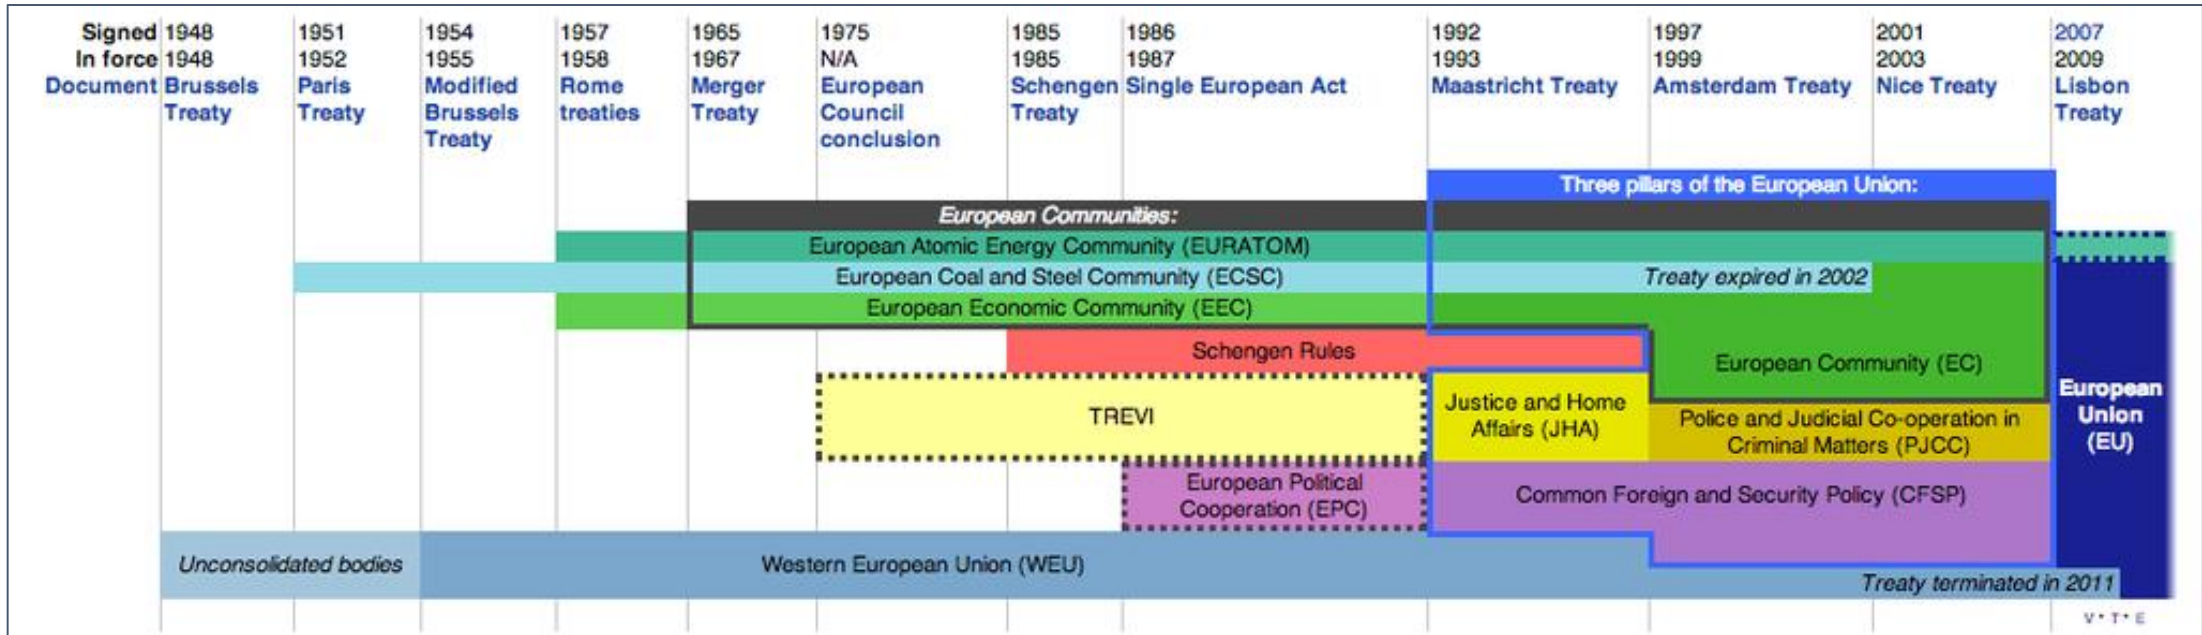 Signed 1948 1951 1954 1957 1965 1975 1985 1986 1992 1997 2001 2007
In force 1948 1952 1955 1958 1967 N/A 1985 1987 1993 1999 2003 2009
Document Brussels Paris Modified Rome Merger European Schengen Single European Act Maastricht Treaty Amsterdam Treaty Nice Treaty Lisbon
Treaty Treaty Brussels treaties Treaty Council Treaty Treaty
Treaty conclusion
Three pillars of the European Union:
European Communities:
European Atomic Energy Community (EURATOM)
European Coal and Steel Community (ECSC) Treaty expired in 2002
European Economic Community (EEC)
Schengen Rules
European Community (EC)
TREVI
Justice and Home
Affairs (JHA)
Police and Judicial Co-operation in
Criminal Matters (PJCC)
European
Union
(EU)
European Political
Cooperation (EPC)
Common Foreign and Security Policy (CFSP)
Unconsolidated bodies
Western European Union (WEU)
Treaty terminated in 2011
V • T • E